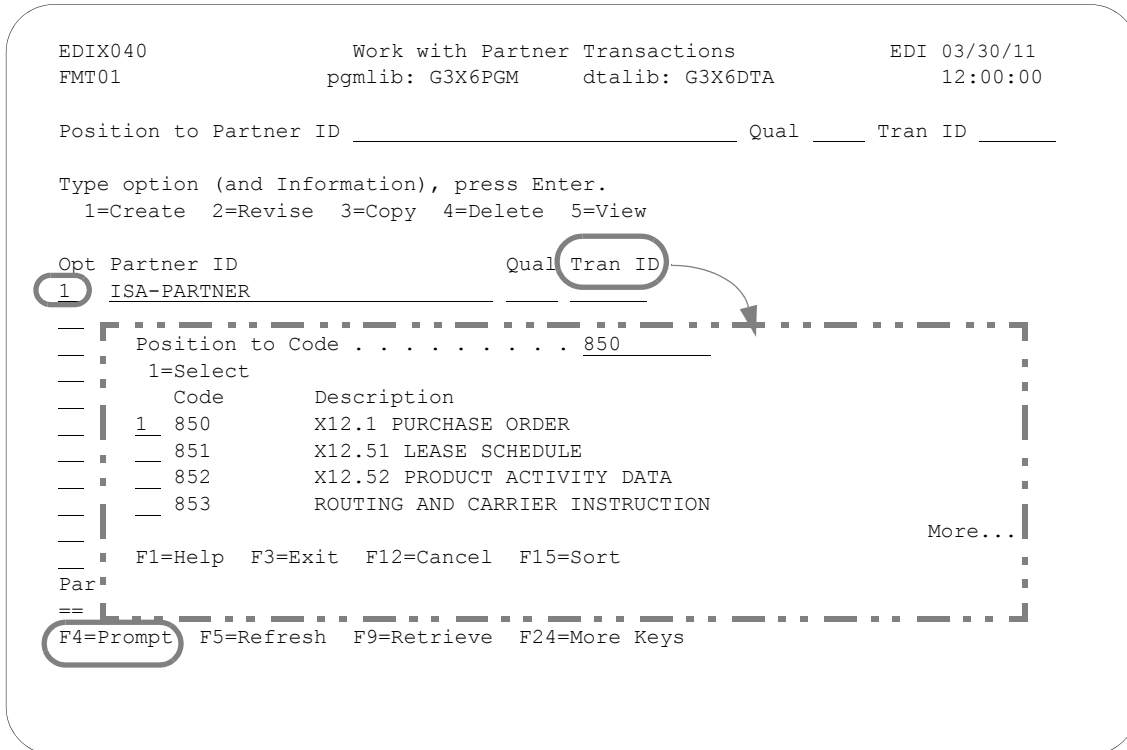 EDIX040 Work with Partner Transactions EDI 03/30/11
FMT01 pgmlib: G3X6PGM dtalib: G3X6DTA 12:00:00
Position to Partner ID Qual Tran ID
Type option (and Information), press Enter.
1=Create 2=Revise 3=Copy 4=Delete 5=View
Opt Partner ID Qual Tran ID
1 ISA-PARTNER
Position to Code . . . . . . . . . 850
1=Select
Code Description
1 850 X12.1 PURCHASE ORDER
851 X12.51 LEASE SCHEDULE
852 X12.52 PRODUCT ACTIVITY DATA
853 ROUTING AND CARRIER INSTRUCTION
More...
F1=Help F3=Exit F12=Cancel F15=Sort
Par
==
F4=Prompt F5=Refresh F9=Retrieve F24=More Keys